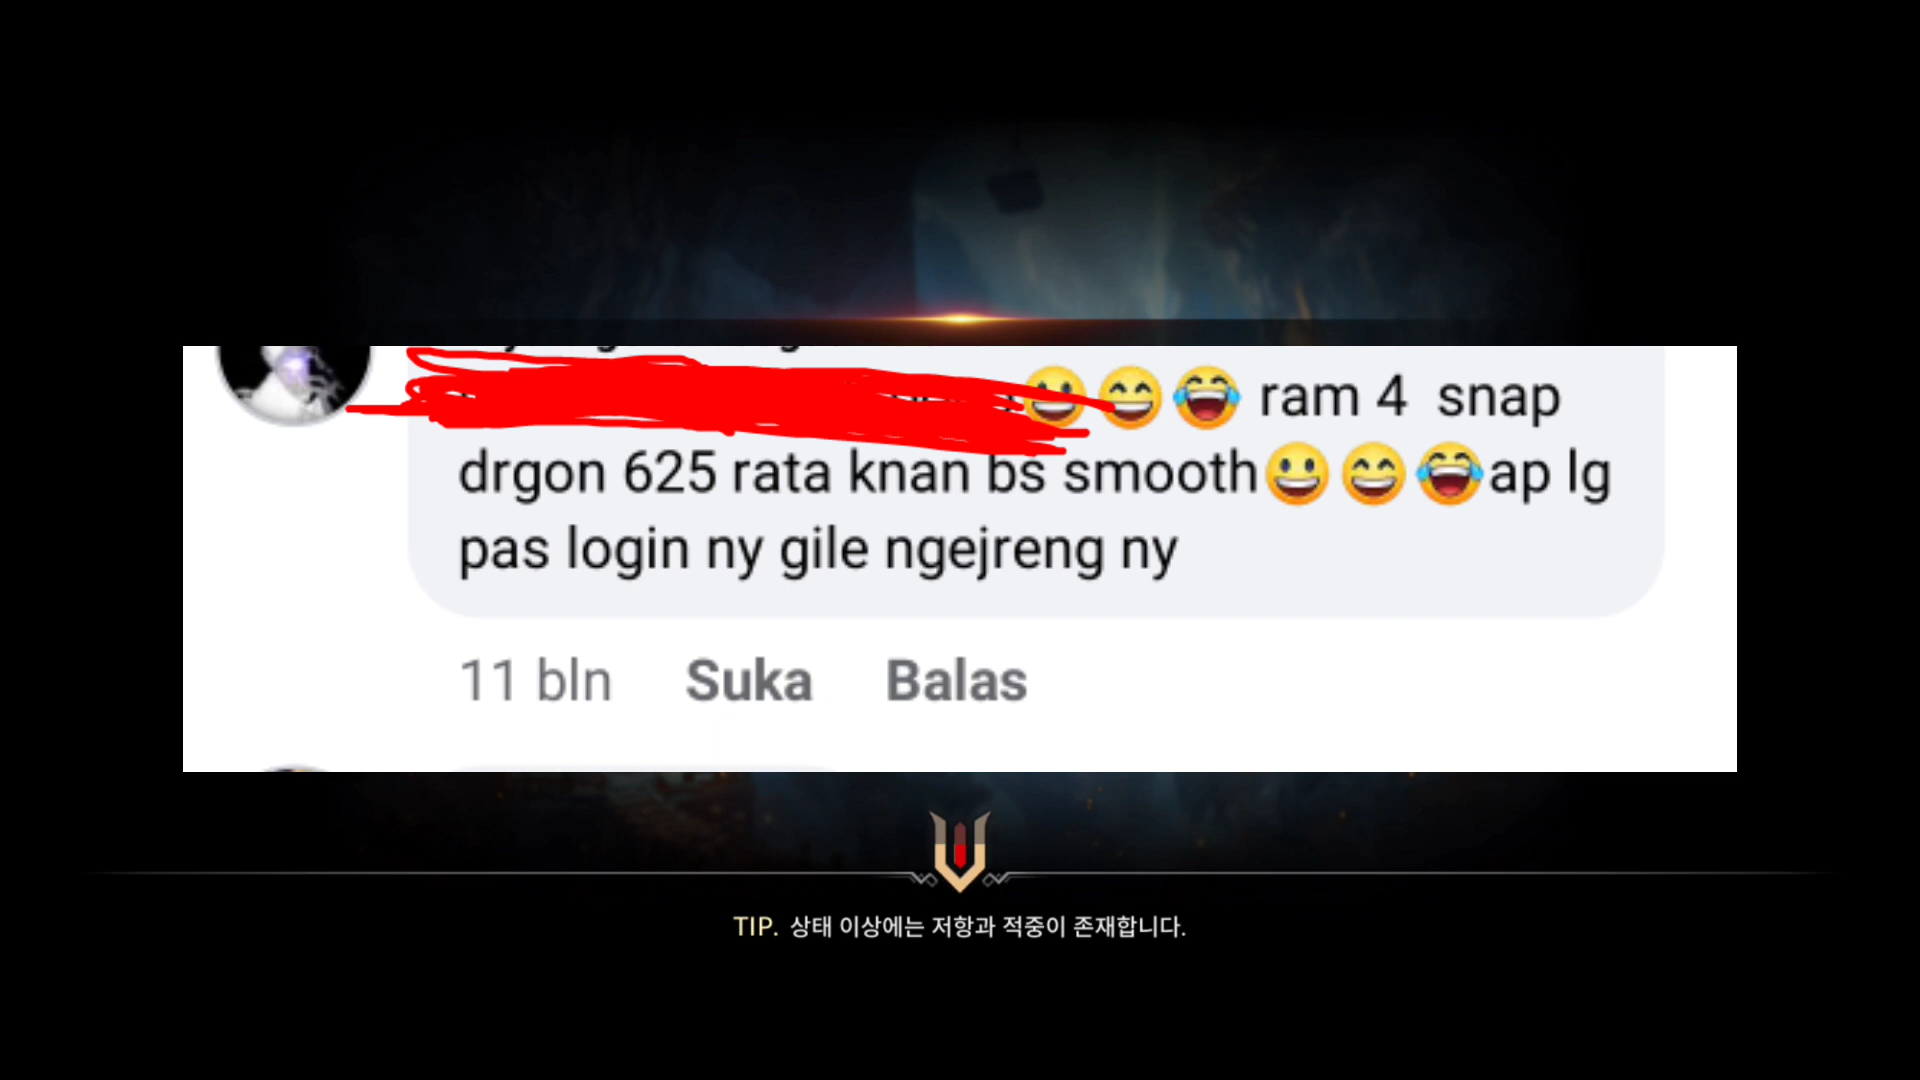 😀😄😂 ram 4 snap
drgon 625 rata knan bs smooth😀😄😂ap lg
pas login ny gile ngejreng ny
11 bln Suka Balas
TIP. 상태 이상에는 저항과 적중이 존재합니다.